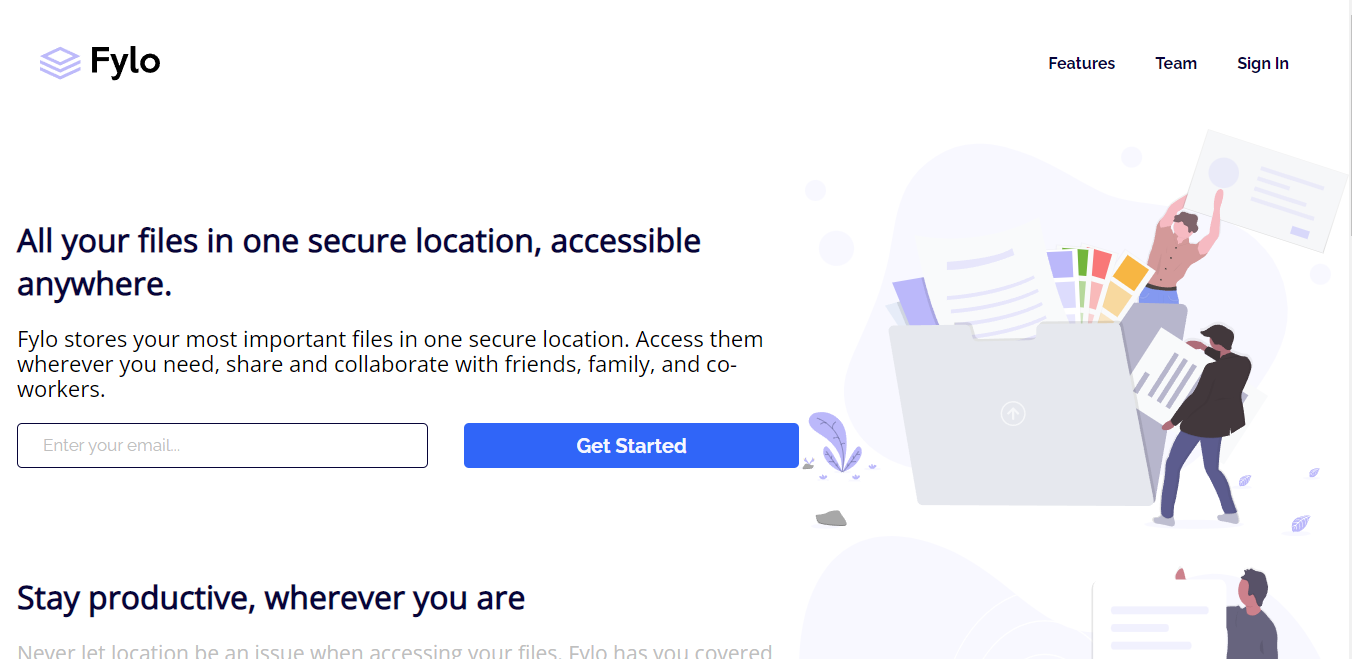 Fylo
Features Team Sign In
All your files in one secure location, accessible
anywhere.
Fylo stores your most important files in one secure location. Access them
wherever you need, share and collaborate with friends, family, and co-
workers.
Enter your email...
Get Started
Stay productive, wherever you are
Never let location be an issue when accessing your files. Fylo has you covered